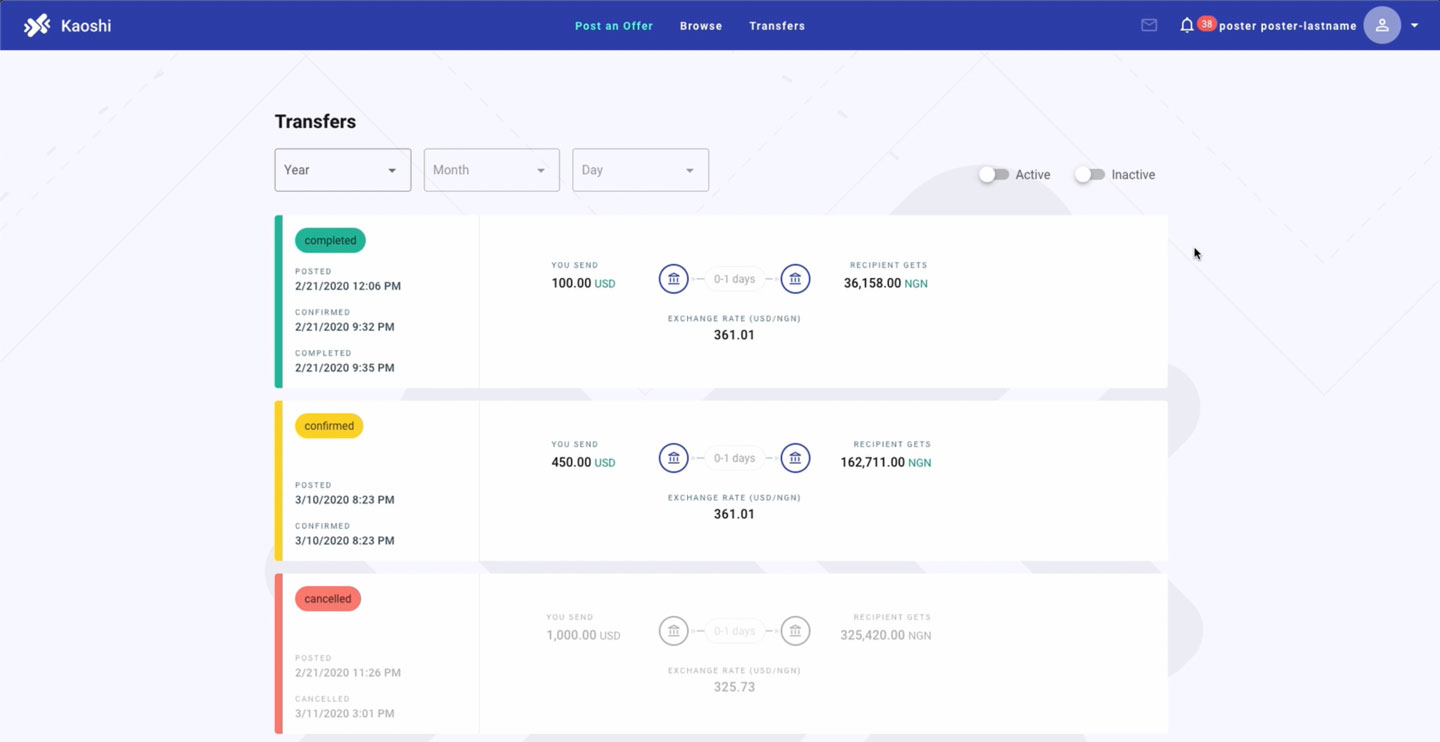 Kaoshi
Post an Offer
Browse
Transfers
38
poster poster-lastname
Transfers
Year
Month
Day
Active
Inactive
completed
POSTED
2/21/2020 12:06 PM
CONFIRMED
2/21/2020 9:32 PM
COMPLETED
2/21/2020 9:35 PM
YOU SEND
100.00 USD
0-1 days
RECIPIENT GETS
36,158.00 NGN
EXCHANGE RATE (USD/NGN)
361.01
confirmed
POSTED
3/10/2020 8:23 PM
CONFIRMED
3/10/2020 8:23 PM
YOU SEND
450.00 USD
0-1 days
RECIPIENT GETS
162,711.00 NGN
EXCHANGE RATE (USD/NGN)
361.01
cancelled
POSTED
2/21/2020 11:26 PM
CANCELLED
3/11/2020 3:01 PM
YOU SEND
1,000.00 USD
0-1 days
RECIPIENT GETS
325,420.00 NGN
EXCHANGE RATE (USD/NGN)
325.73